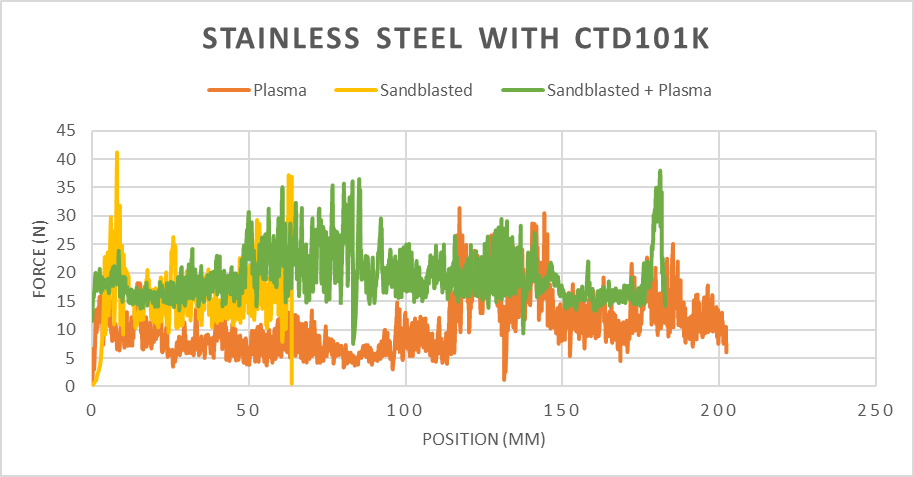 STAINLESS STEEL WITH CTD101K
Plasma Sandblasted Sandblasted + Plasma
45
40
35
30
25
20
15
10
5
0
FORCE (N)
0 50 100 150 200 250
POSITION (MM)